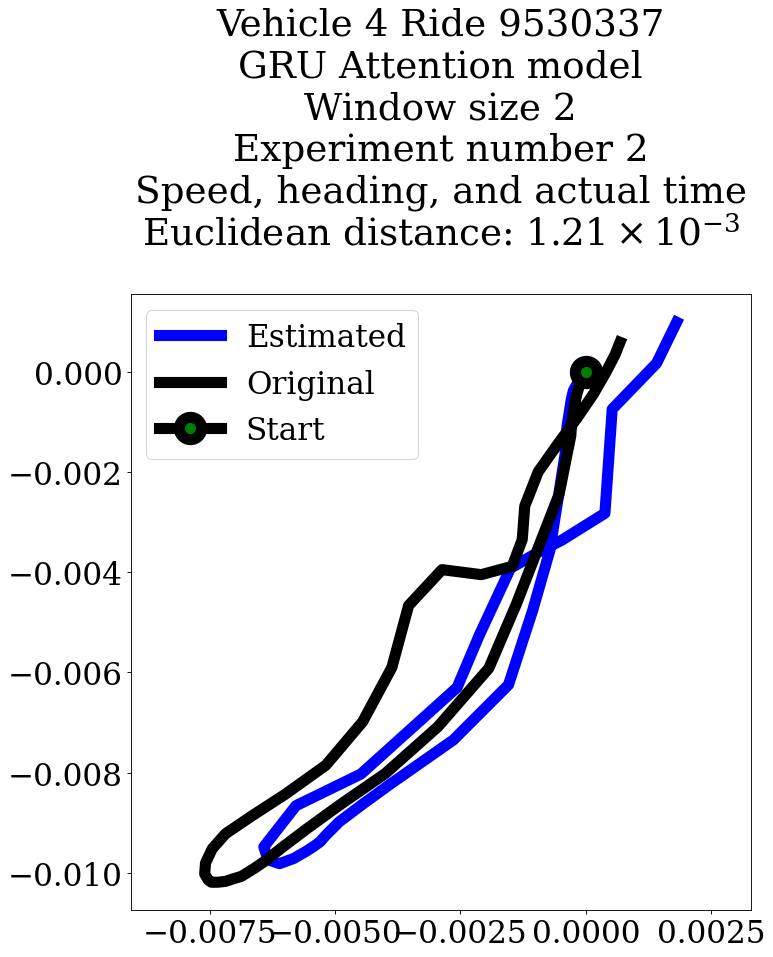 Vehicle 4 Ride 9530337
GRU Attention model
Window size 2
Experiment number 2
Speed, heading, and actual time
Euclidean distance: 1.21 × 10⁻³
Estimated
Original
Start
0.000
−0.002
−0.004
−0.006
−0.008
−0.010
−0.0075 −0.0050 −0.0025 0.0000 0.0025